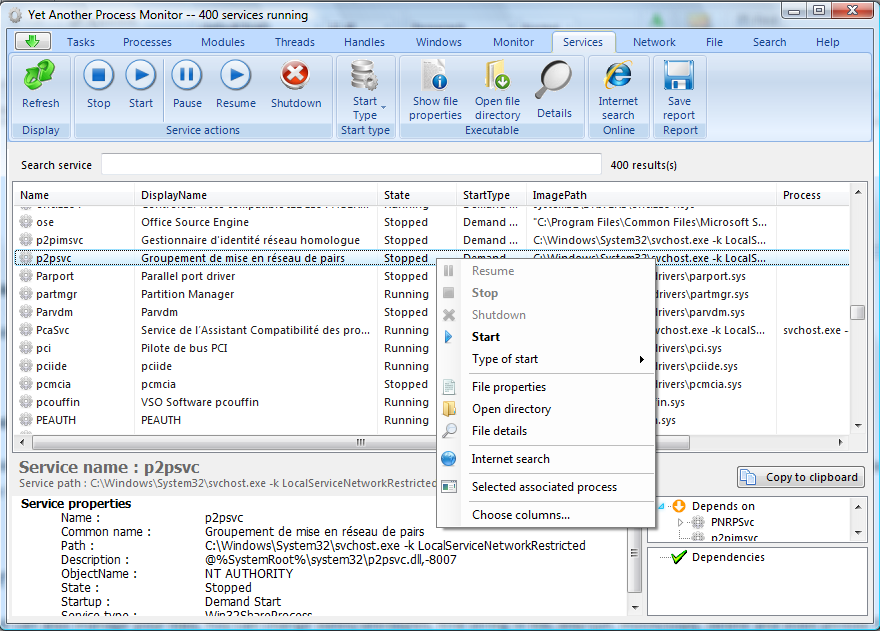 Yet Another Process Monitor -- 400 services running
Tasks Processes Modules Threads Handles Windows Monitor Services Network File Search Help
Refresh Stop Start Pause Resume Shutdown Start Type Show file properties Open file directory Details Internet search Save report
Display Service actions Start type Executable Online Report
Search service 400 results(s)
Name DisplayName State StartType ImagePath Process
ose Office Source Engine Stopped Demand ... "C:\Program Files\Common Files\Microsoft S...
p2pimsvc Gestionnaire d'identité réseau homologue Stopped Demand ... C:\Windows\System32\svchost.exe -k LocalS...
p2psvc Groupement de mise en réseau de pairs Stopped Demand ... C:\Windows\System32\svchost.exe -k LocalS...
Parport Parallel port driver Stopped drivers\parport.sys
partmgr Partition Manager Running drivers\partmgr.sys
Parvdm Parvdm Stopped drivers\parvdm.sys
PcaSvc Service de l'Assistant Compatibilité des pro... Running vchost.exe -k LocalS... svchost.exe -
pci Pilote de bus PCI Running drivers\pci.sys
pciide pciide Running drivers\pciide.sys
pcmcia pcmcia Stopped drivers\pcmcia.sys
pcouffin VSO Software pcouffin Running fin.sys
PEAUTH PEAUTH Running h.sys
Resume
Stop
Shutdown
Start
Type of start
File properties
Open directory
File details
Internet search
Selected associated process
Choose columns...
Service name : p2psvc
Service path : C:\Windows\System32\svchost.exe -k LocalServiceNetworkRestricted
Copy to clipboard
Service properties
Name : p2psvc
Common name : Groupement de mise en réseau de pairs
Path : C:\Windows\System32\svchost.exe -k LocalServiceNetworkRestricted
Description : @%SystemRoot%\system32\p2psvc.dll,-8007
ObjectName : NT AUTHORITY
State : Stopped
Startup : Demand Start
Service type : Win32ShareProcess
Depends on
PNRPSvc
p2pimsvc
Dependencies